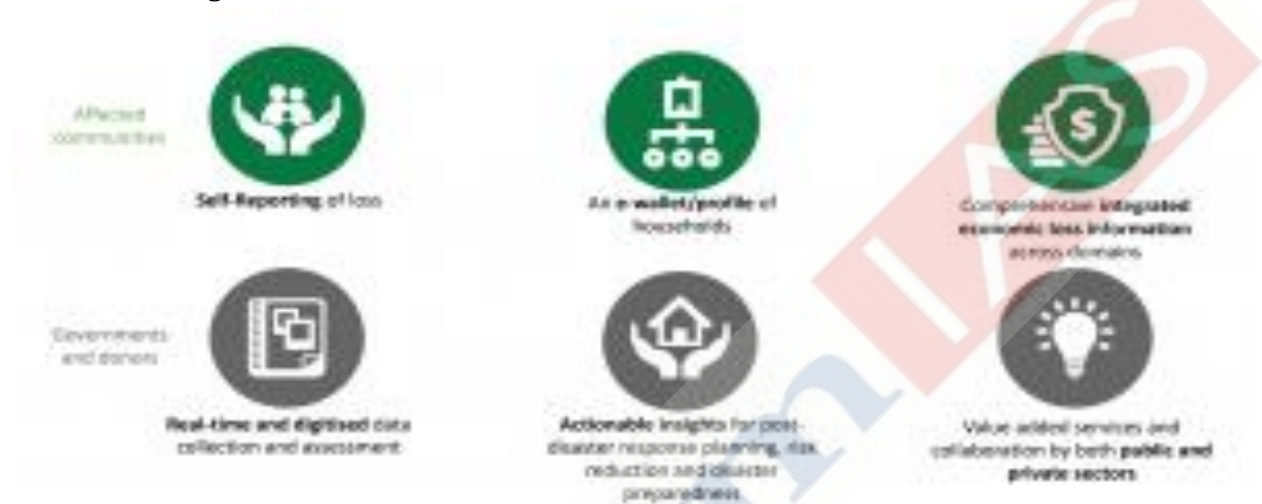 Affected
communities
Self-Reporting of loss
An e-wallet/profile of
households
Comprehensive integrated
economic loss information
across domains
Governments
and donors
Real-time and digitised data
collection and assessment
Actionable insights for post-
disaster response planning, risk
reduction and disaster
preparedness
Value added services and
collaboration by both public and
private sectors
$
n IAS